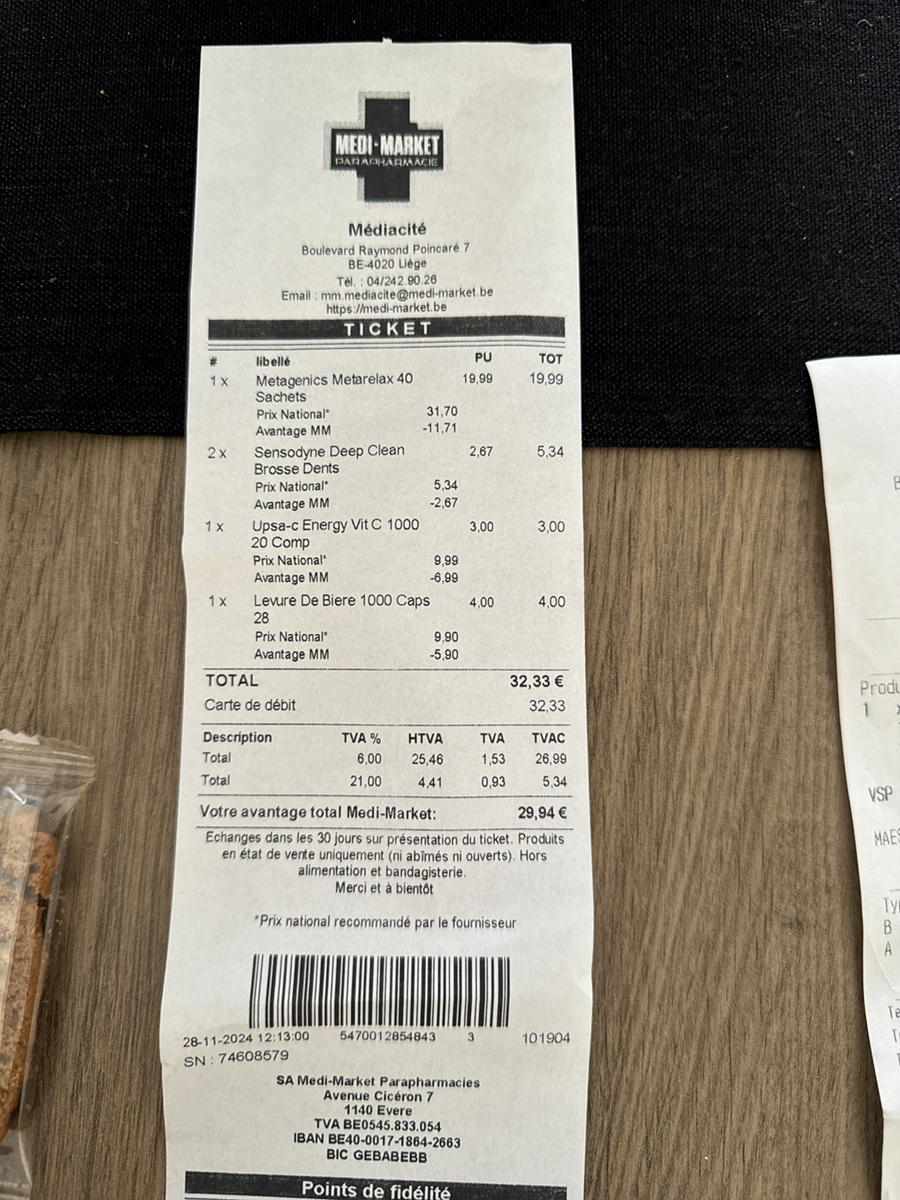 MEDI-MARKET
PARAPHARMACIE
Médiacité
Boulevard Raymond Poincaré 7
BE-4020 Liège
Tél. : 04/242.90.26
Email : mm.mediacite@medi-market.be
https://medi-market.be
TICKET
# libellé PU TOT
1 x Metagenics Metarelax 40 19,99 19,99
Sachets
Prix National* 31,70
Avantage MM -11,71
2 x Sensodyne Deep Clean 2,67 5,34
Brosse Dents
Prix National* 5,34
Avantage MM -2,67
1 x Upsa-c Energy Vit C 1000 3,00 3,00
20 Comp
Prix National* 9,99
Avantage MM -6,99
1 x Levure De Biere 1000 Caps 4,00 4,00
28
Prix National* 9,90
Avantage MM -5,90
TOTAL 32,33 €
Carte de débit 32,33
Description TVA % HTVA TVA TVAC
Total 6,00 25,46 1,53 26,99
Total 21,00 4,41 0,93 5,34
Votre avantage total Medi-Market: 29,94 €
Echanges dans les 30 jours sur présentation du ticket. Produits
en état de vente uniquement (ni abîmés ni ouverts). Hors
alimentation et bandagisterie.
Merci et à bientôt
*Prix national recommandé par le fournisseur
28-11-2024 12:13:00 5470012854843 3 101904
SN : 74608579
SA Medi-Market Parapharmacies
Avenue Cicéron 7
1140 Evere
TVA BE0545.833.054
IBAN BE40-0017-1864-2663
BIC GEBABEBB
Points de fidélité
Produ
1 x
VSP
MAES
Ty
B
A